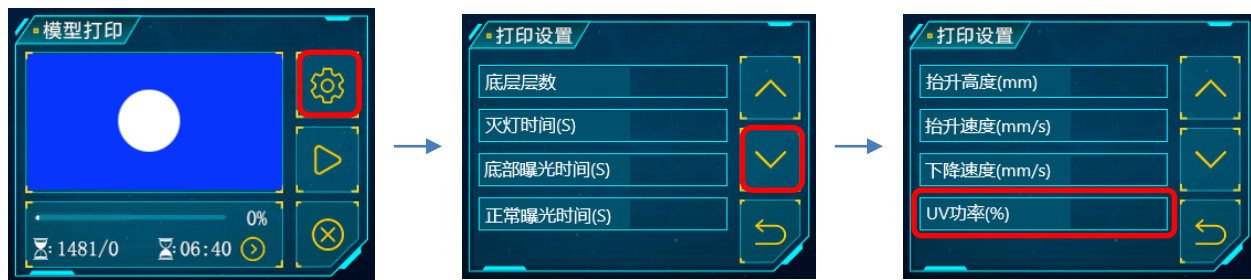 模型打印
0%
1481/0
06:40
打印设置
底层层数
灭灯时间(S)
底部曝光时间(S)
正常曝光时间(S)
打印设置
抬升高度(mm)
抬升速度(mm/s)
下降速度(mm/s)
UV功率(%)